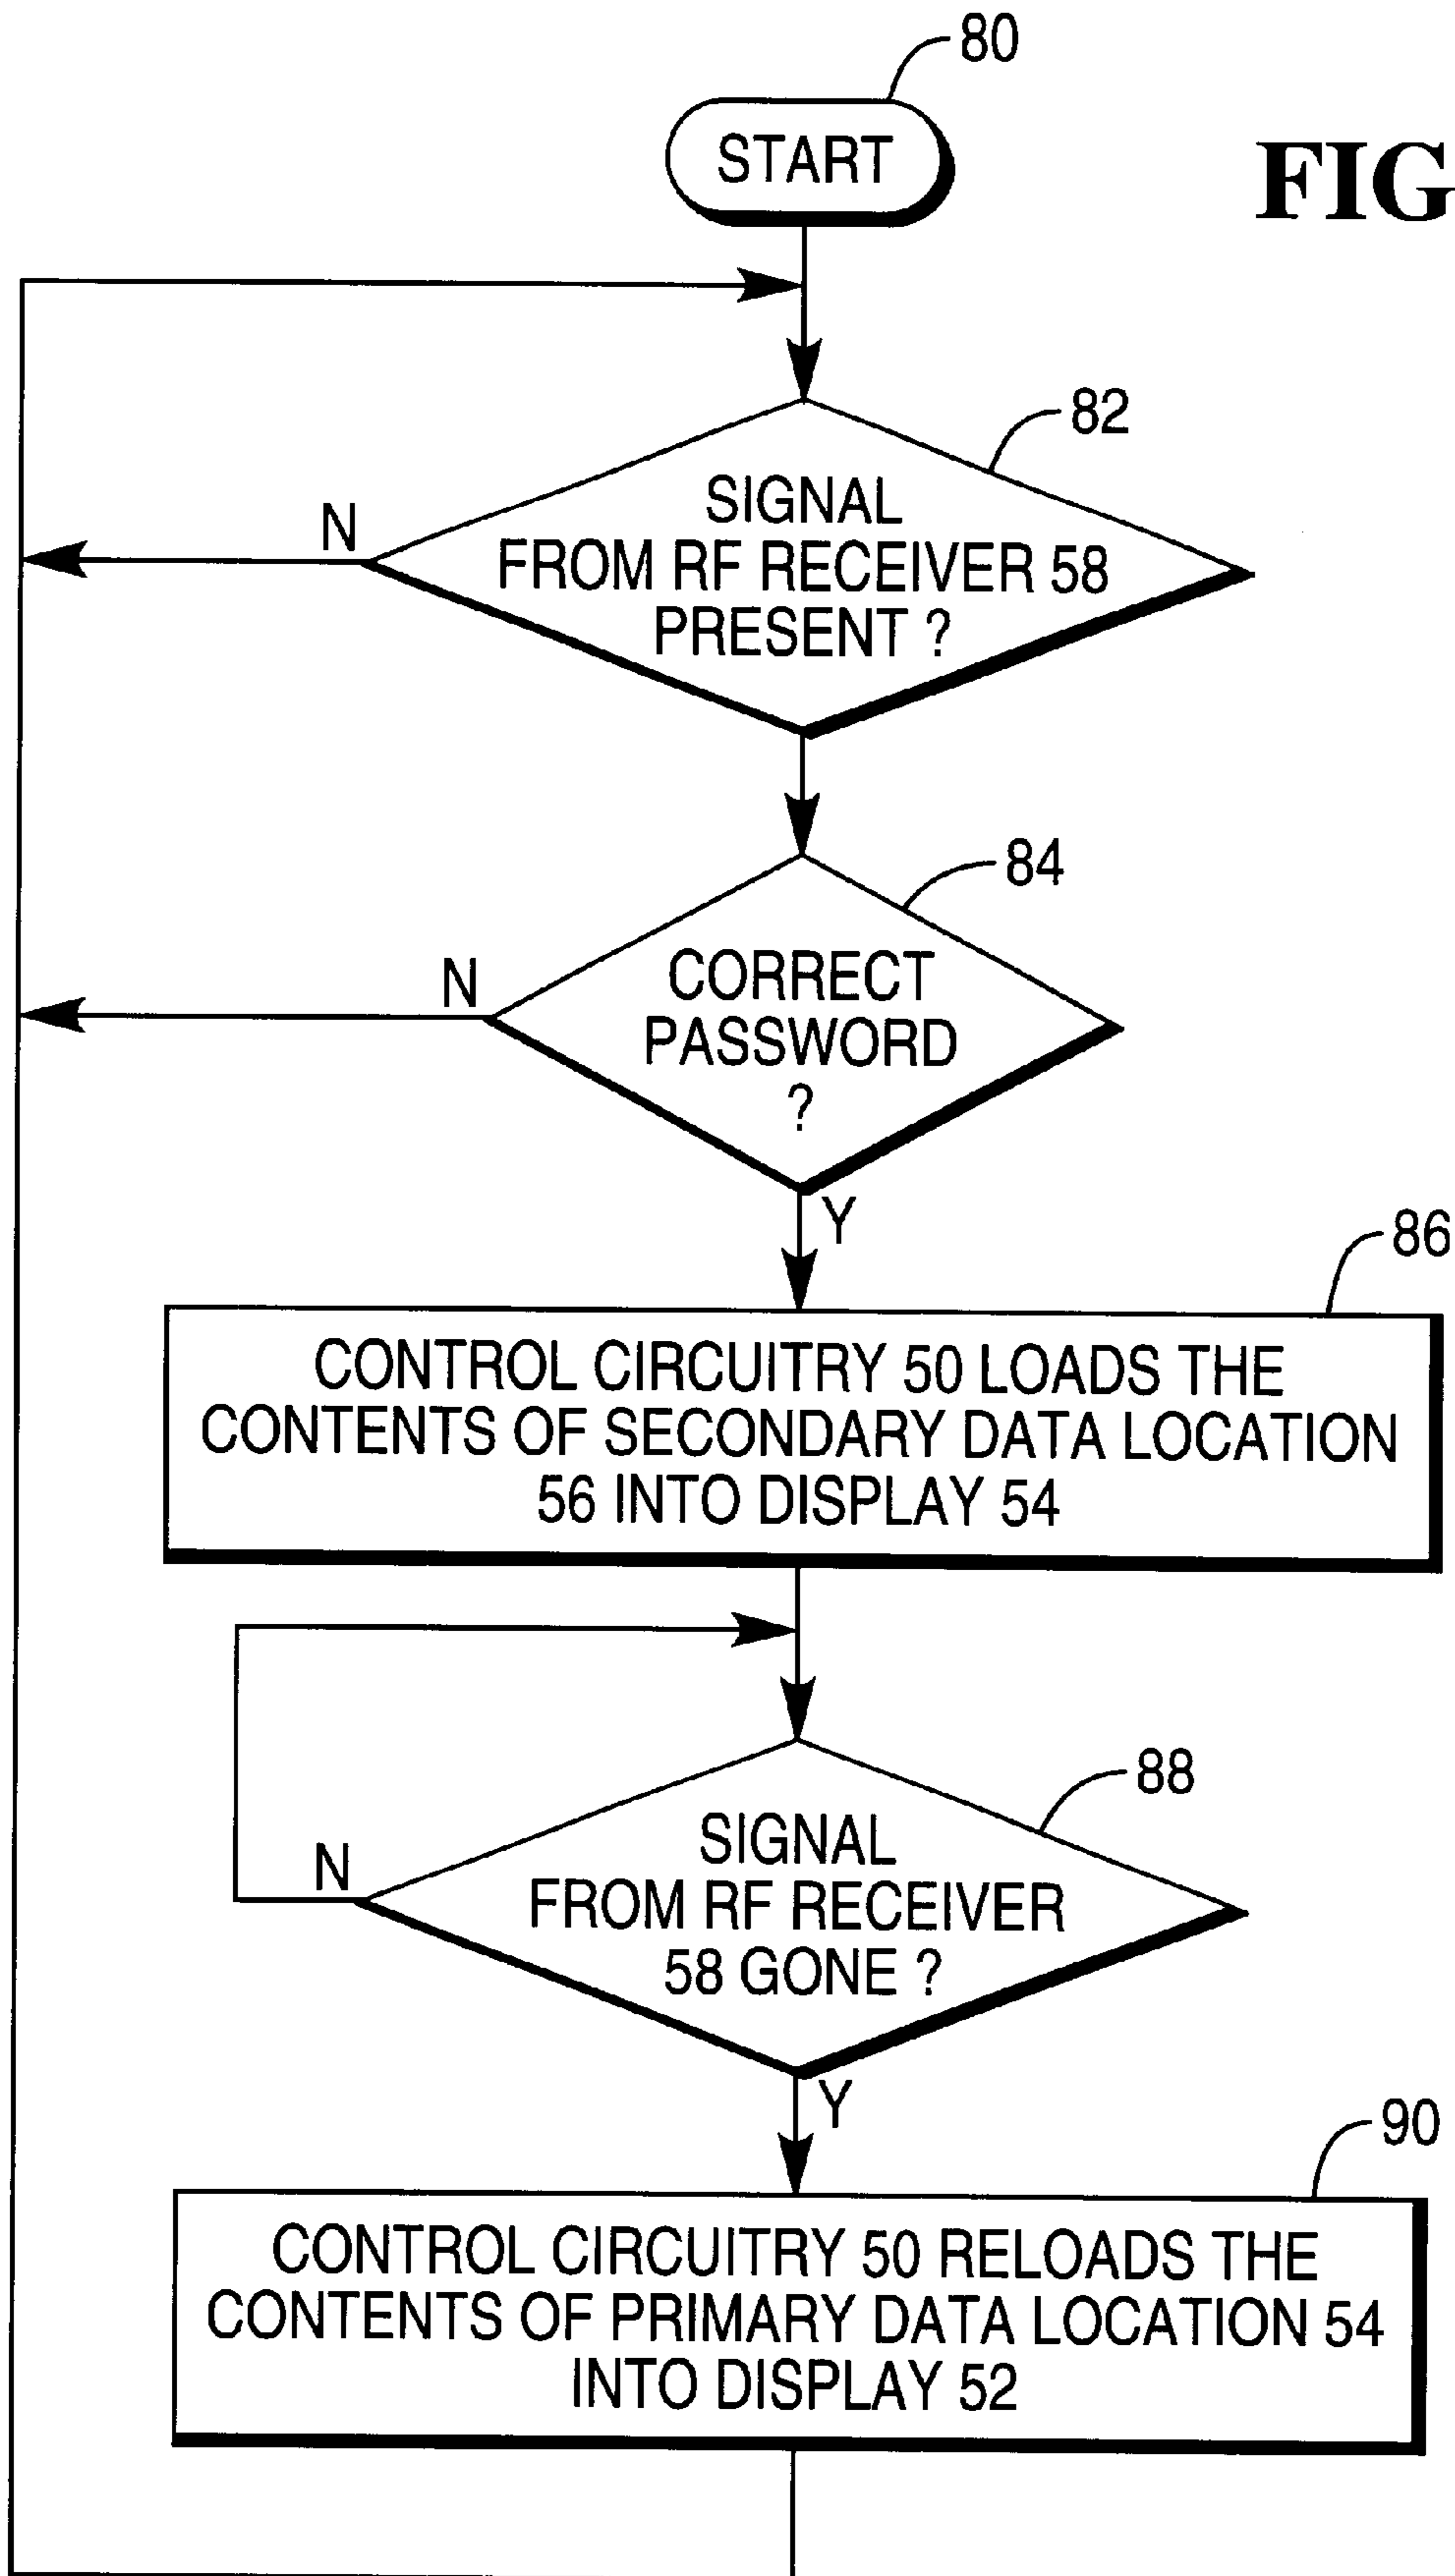 80
START
FIG
82
SIGNAL
FROM RF RECEIVER 58
PRESENT ?
N
84
CORRECT
PASSWORD
?
N
Y
86
CONTROL CIRCUITRY 50 LOADS THE
CONTENTS OF SECONDARY DATA LOCATION
56 INTO DISPLAY 54
88
SIGNAL
FROM RF RECEIVER
58 GONE ?
N
Y
90
CONTROL CIRCUITRY 50 RELOADS THE
CONTENTS OF PRIMARY DATA LOCATION 54
INTO DISPLAY 52